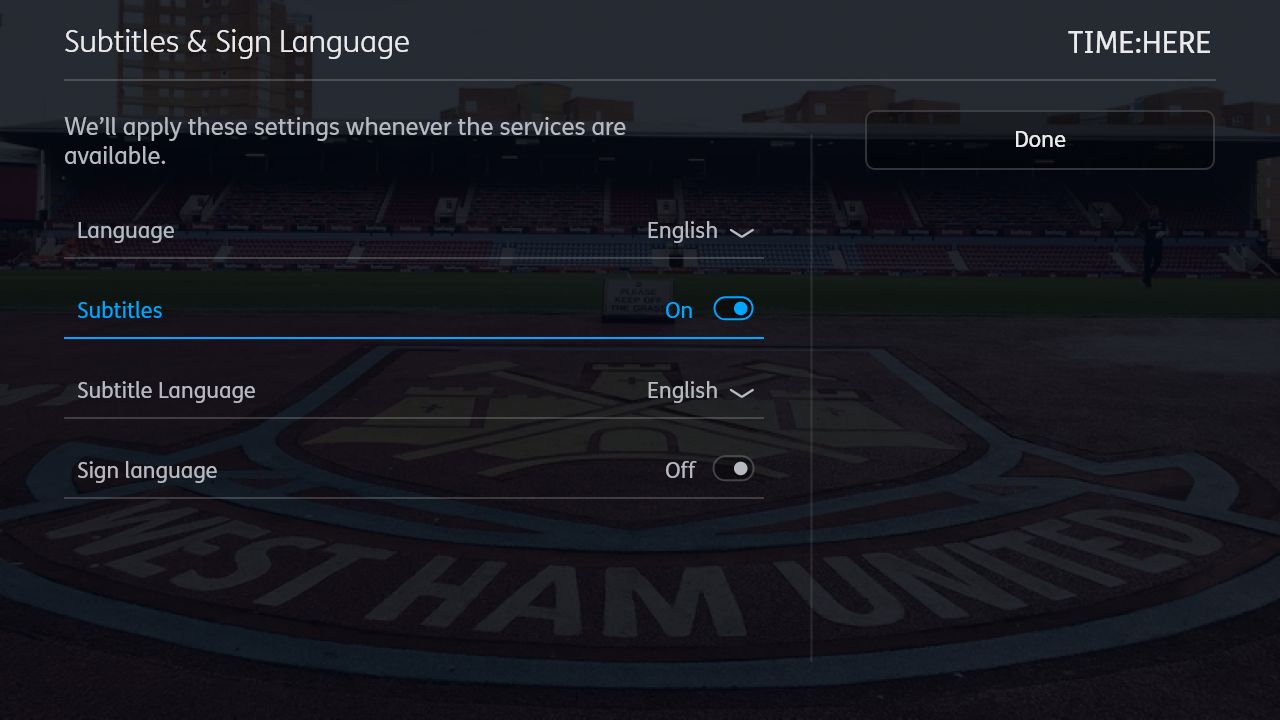 Subtitles & Sign Language
TIME:HERE
We’ll apply these settings whenever the services are
available.
Done
Language
English
Subtitles
On
PLEASE
KEEP OFF
THE GRASS
Subtitle Language
English
Sign language
Off
WEST HAM UNITED